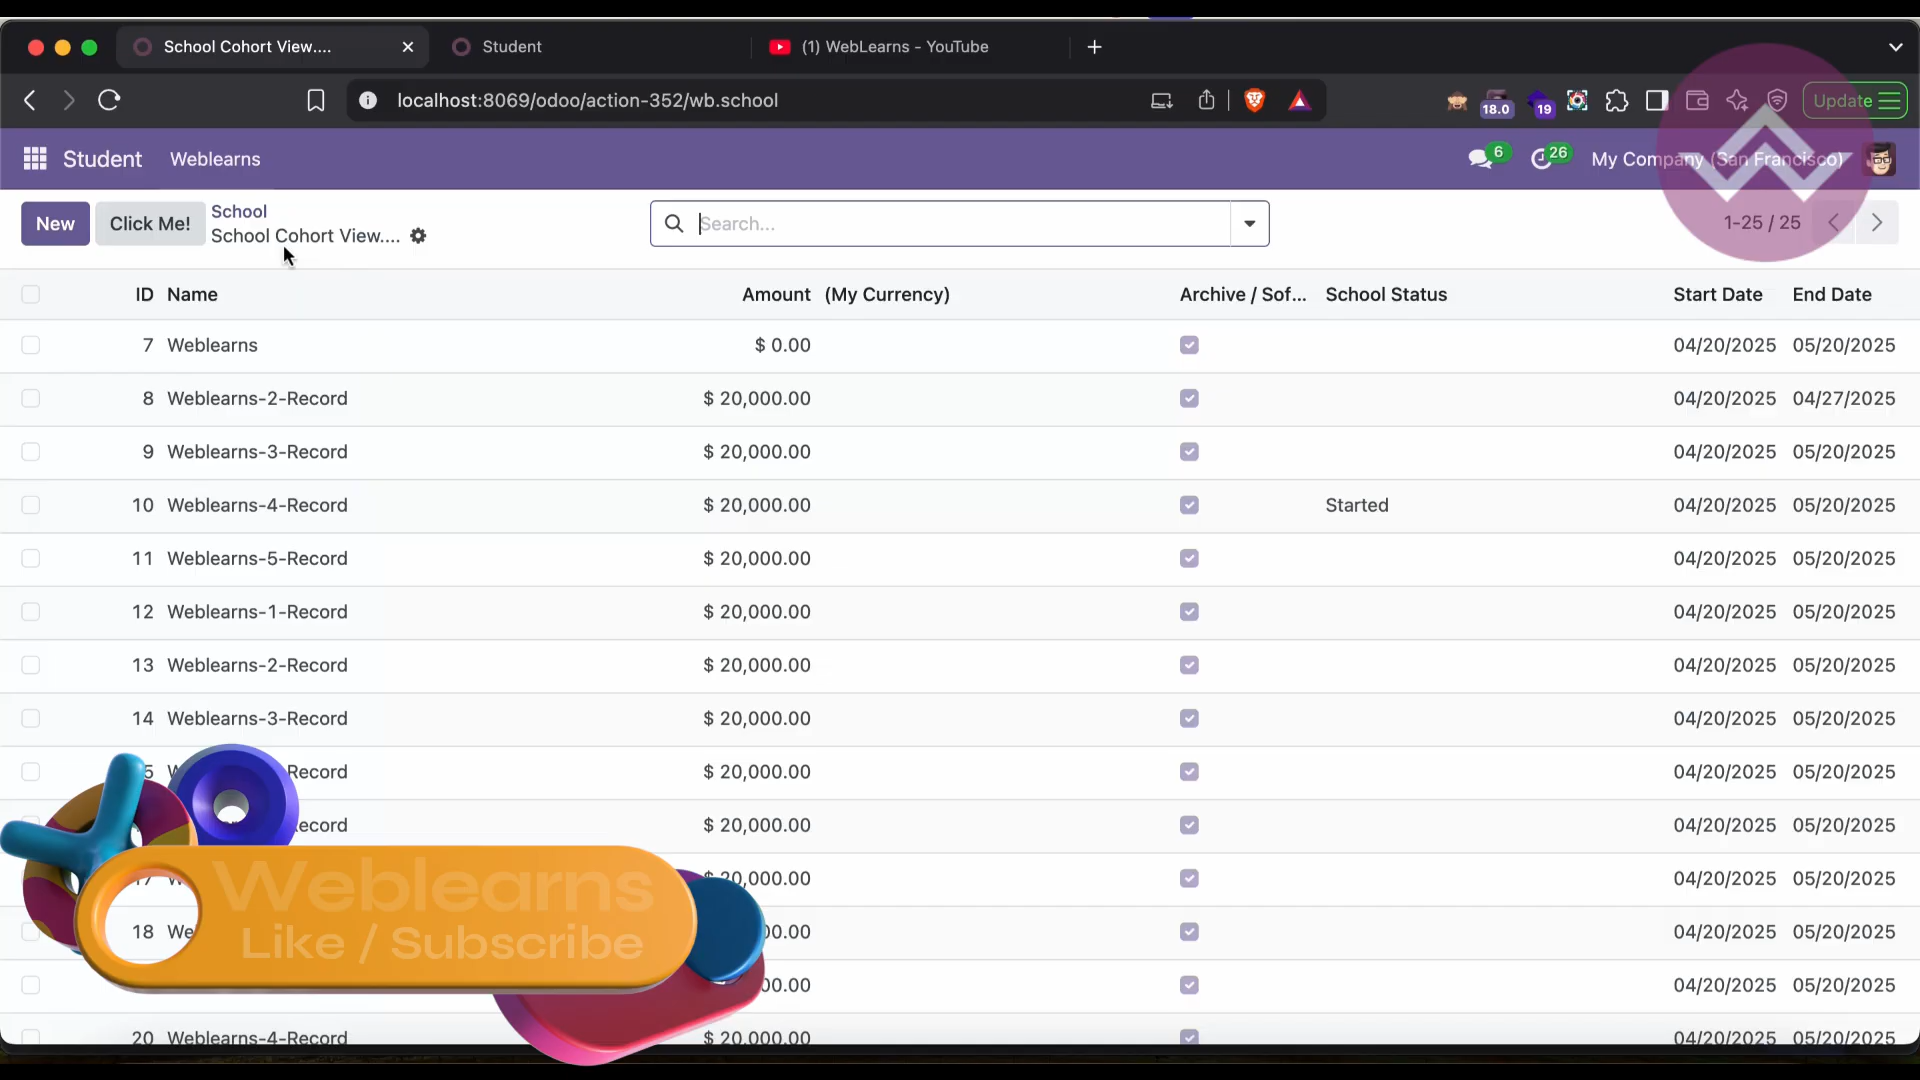 School Cohort View....
Student
(1) WebLearns - YouTube
localhost:8069/odoo/action-352/wb.school
18.0
19
Update
Student
Weblearns
6
26
My Company (San Francisco)
New
Click Me!
School
School Cohort View....
Search...
1-25 / 25
ID Name Amount (My Currency) Archive / Sof... School Status Start Date End Date
7 Weblearns $ 0.00 04/20/2025 05/20/2025
8 Weblearns-2-Record $ 20,000.00 04/20/2025 04/27/2025
9 Weblearns-3-Record $ 20,000.00 04/20/2025 05/20/2025
10 Weblearns-4-Record $ 20,000.00 Started 04/20/2025 05/20/2025
11 Weblearns-5-Record $ 20,000.00 04/20/2025 05/20/2025
12 Weblearns-1-Record $ 20,000.00 04/20/2025 05/20/2025
13 Weblearns-2-Record $ 20,000.00 04/20/2025 05/20/2025
14 Weblearns-3-Record $ 20,000.00 04/20/2025 05/20/2025
Record $ 20,000.00 04/20/2025 05/20/2025
ecord $ 20,000.00 04/20/2025 05/20/2025
20,000.00 04/20/2025 05/20/2025
18 We 00.00 04/20/2025 05/20/2025
00.00 04/20/2025 05/20/2025
20 Weblearns-4-Record $ 20,000.00 04/20/2025 05/20/2025
Weblearns
Like / Subscribe